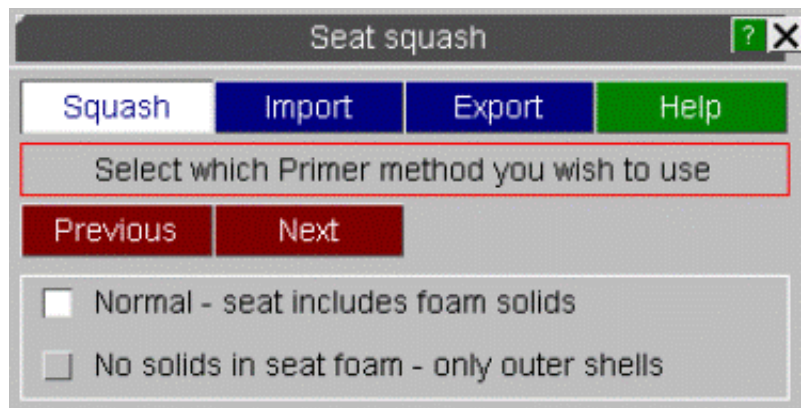 Seat squash ? X
Squash Import Export Help
Select which Primer method you wish to use
Previous Next
Normal - seat includes foam solids
No solids in seat foam - only outer shells